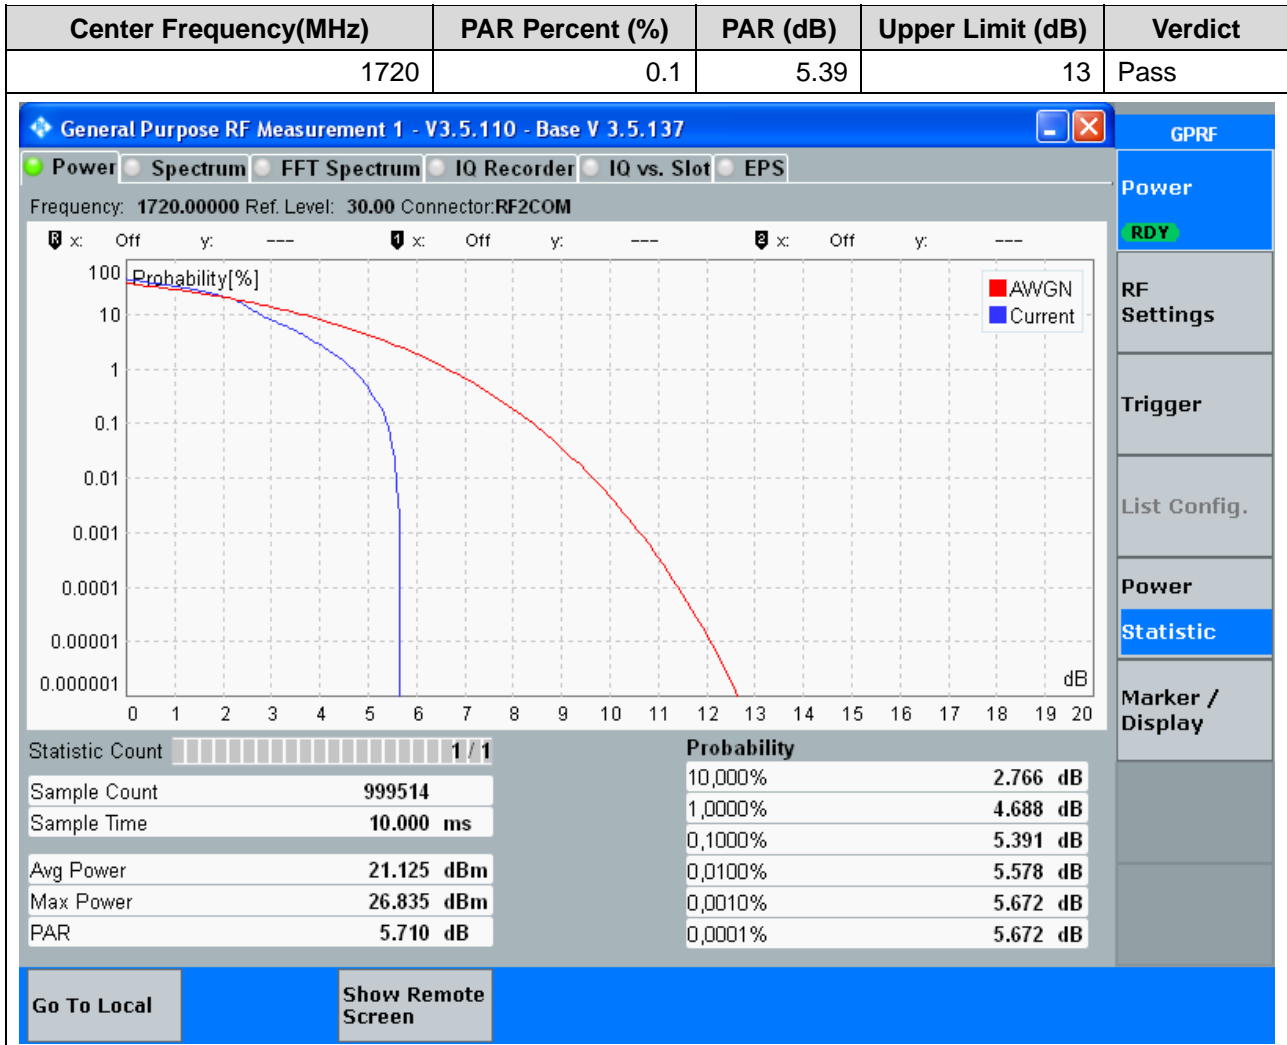 Center Frequency(MHz) PAR Percent (%) PAR (dB) Upper Limit (dB) Verdict
1720 0.1 5.39 13 Pass
General Purpose RF Measurement 1 - V3.5.110 - Base V 3.5.137
GPRF
Power Spectrum FFT Spectrum IQ Recorder IQ vs. Slot EPS
Power
RDY
Frequency: 1720.00000 Ref. Level: 30.00 Connector:RF2COM
R x: Off y: --- 1 x: Off y: --- 2 x: Off y: ---
Probability[%]
AWGN
Current
100
10
1
0.1
0.01
0.001
0.0001
0.00001
0.000001
dB
0 1 2 3 4 5 6 7 8 9 10 11 12 13 14 15 16 17 18 19 20
RF
Settings
Trigger
List Config.
Power
Statistic
Marker /
Display
Statistic Count 1 / 1
Sample Count 999514
Sample Time 10.000 ms
Avg Power 21.125 dBm
Max Power 26.835 dBm
PAR 5.710 dB
Probability
10,000% 2.766 dB
1,0000% 4.688 dB
0,1000% 5.391 dB
0,0100% 5.578 dB
0,0010% 5.672 dB
0,0001% 5.672 dB
Go To Local
Show Remote
Screen